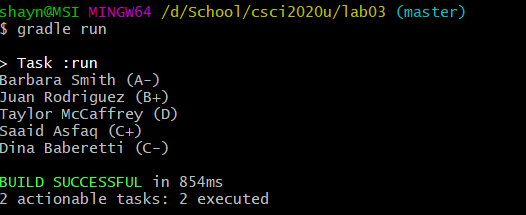 shayn@MSI MINGW64 /d/School/csci2020u/lab03 (master)
$ gradle run
> Task :run
Barbara Smith (A-)
Juan Rodriguez (B+)
Taylor McCaffrey (D)
Saaid Asfaq (C+)
Dina Baberetti (C-)
BUILD SUCCESSFUL in 854ms
2 actionable tasks: 2 executed